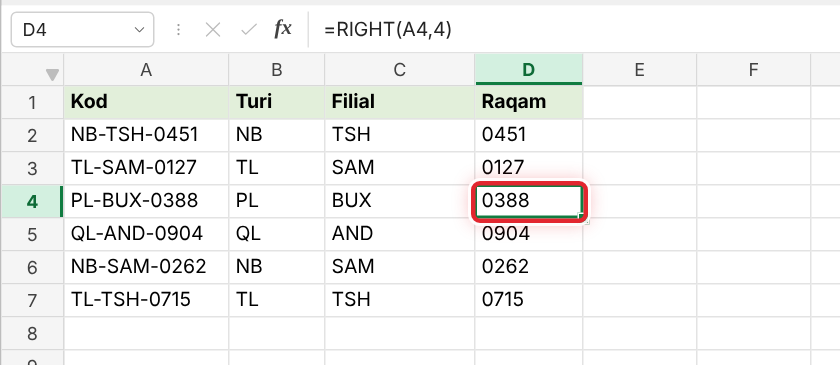 D4 fx =RIGHT(A4,4)
A B C D E F
1 Kod Turi Filial Raqam
2 NB-TSH-0451 NB TSH 0451
3 TL-SAM-0127 TL SAM 0127
4 PL-BUX-0388 PL BUX 0388
5 QL-AND-0904 QL AND 0904
6 NB-SAM-0262 NB SAM 0262
7 TL-TSH-0715 TL TSH 0715
8
9